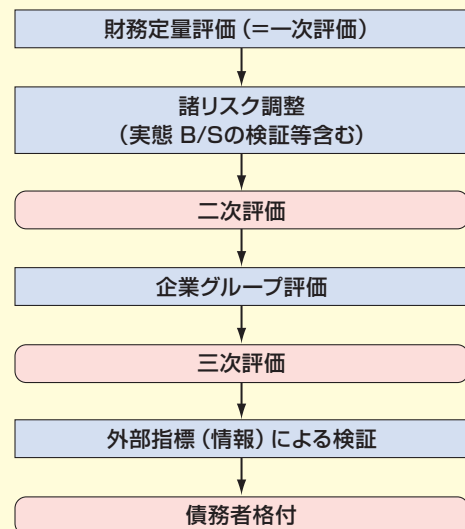 財務定量評価（＝一次評価）
諸リスク調整
（実態 B/Sの検証等含む）
二次評価
企業グループ評価
三次評価
外部指標（情報）による検証
債務者格付